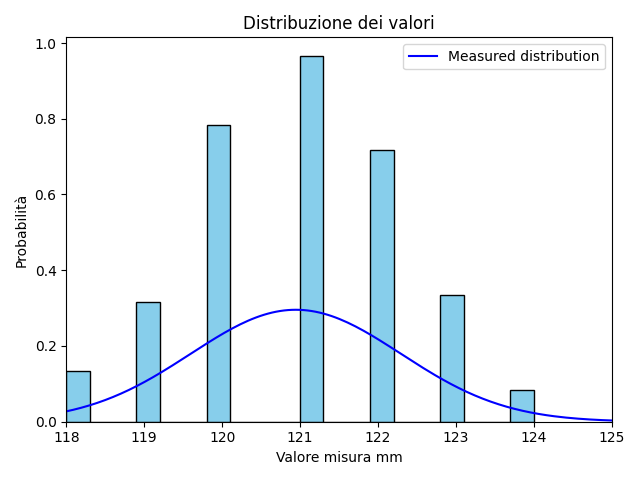 Distribuzione dei valori
Measured distribution
1.0
0.8
0.6
0.4
0.2
0.0
Probabilità
118 119 120 121 122 123 124 125
Valore misura mm